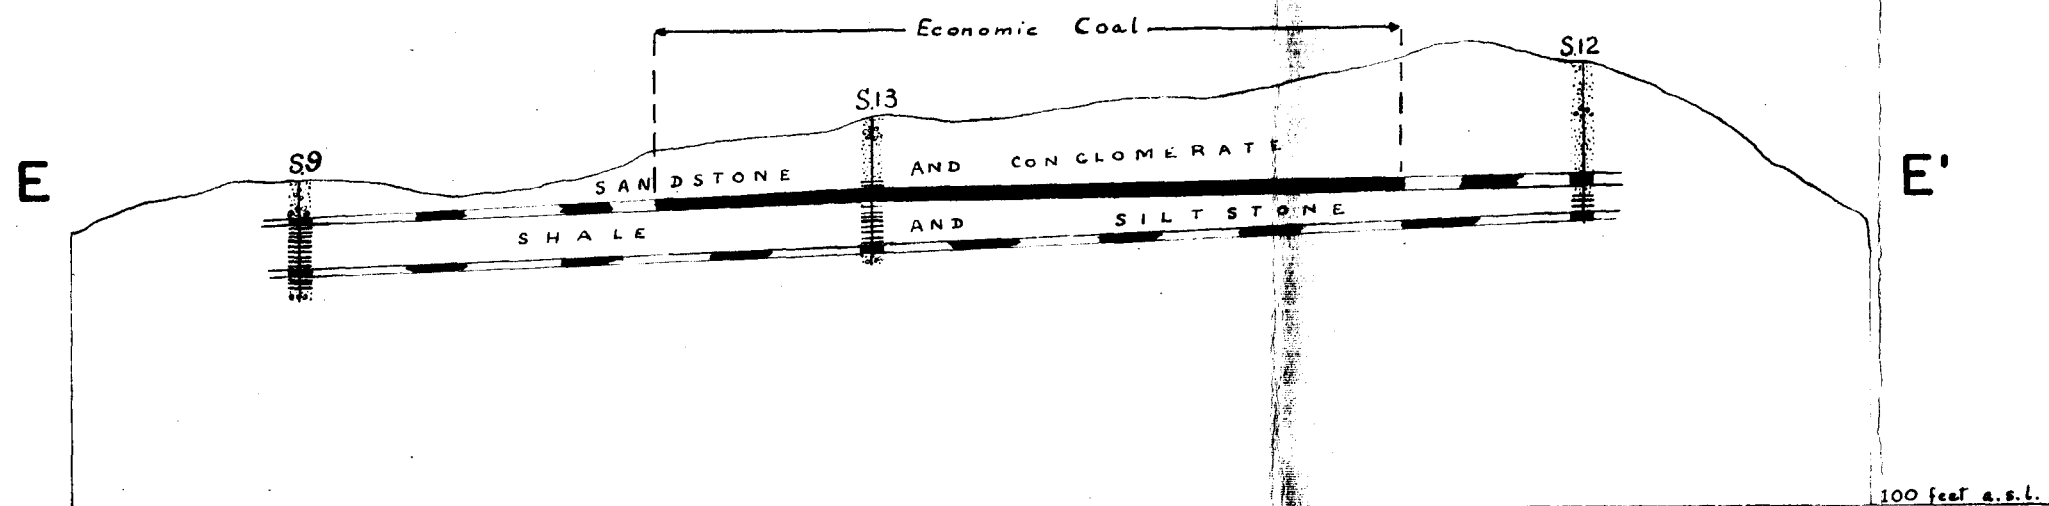 Economic Coal
S.12
S.13
S.9
E
E'
SANDSTONE AND CONGLOMERATE
SHALE AND SILTSTONE
100 feet a.s.l.